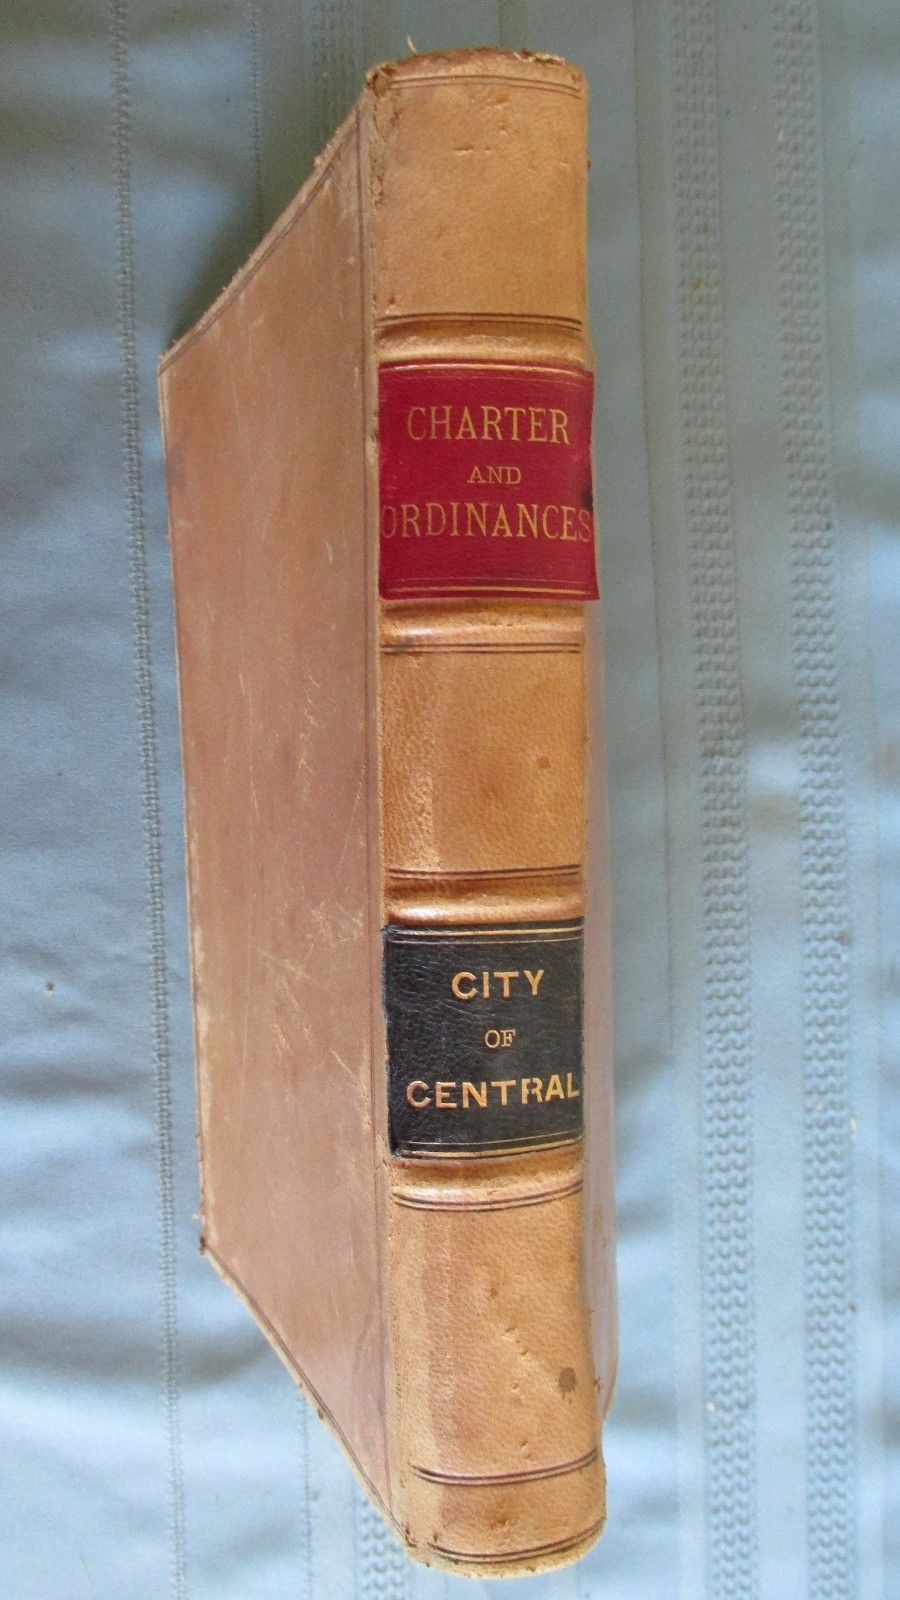 CHARTER
AND
ORDINANCES
CITY
OF
CENTRAL